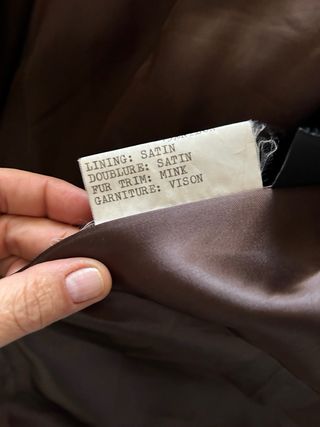 LINING: SATIN
DOUBLURE: SATIN
FUR TRIM: MINK
GARNITURE: VISON